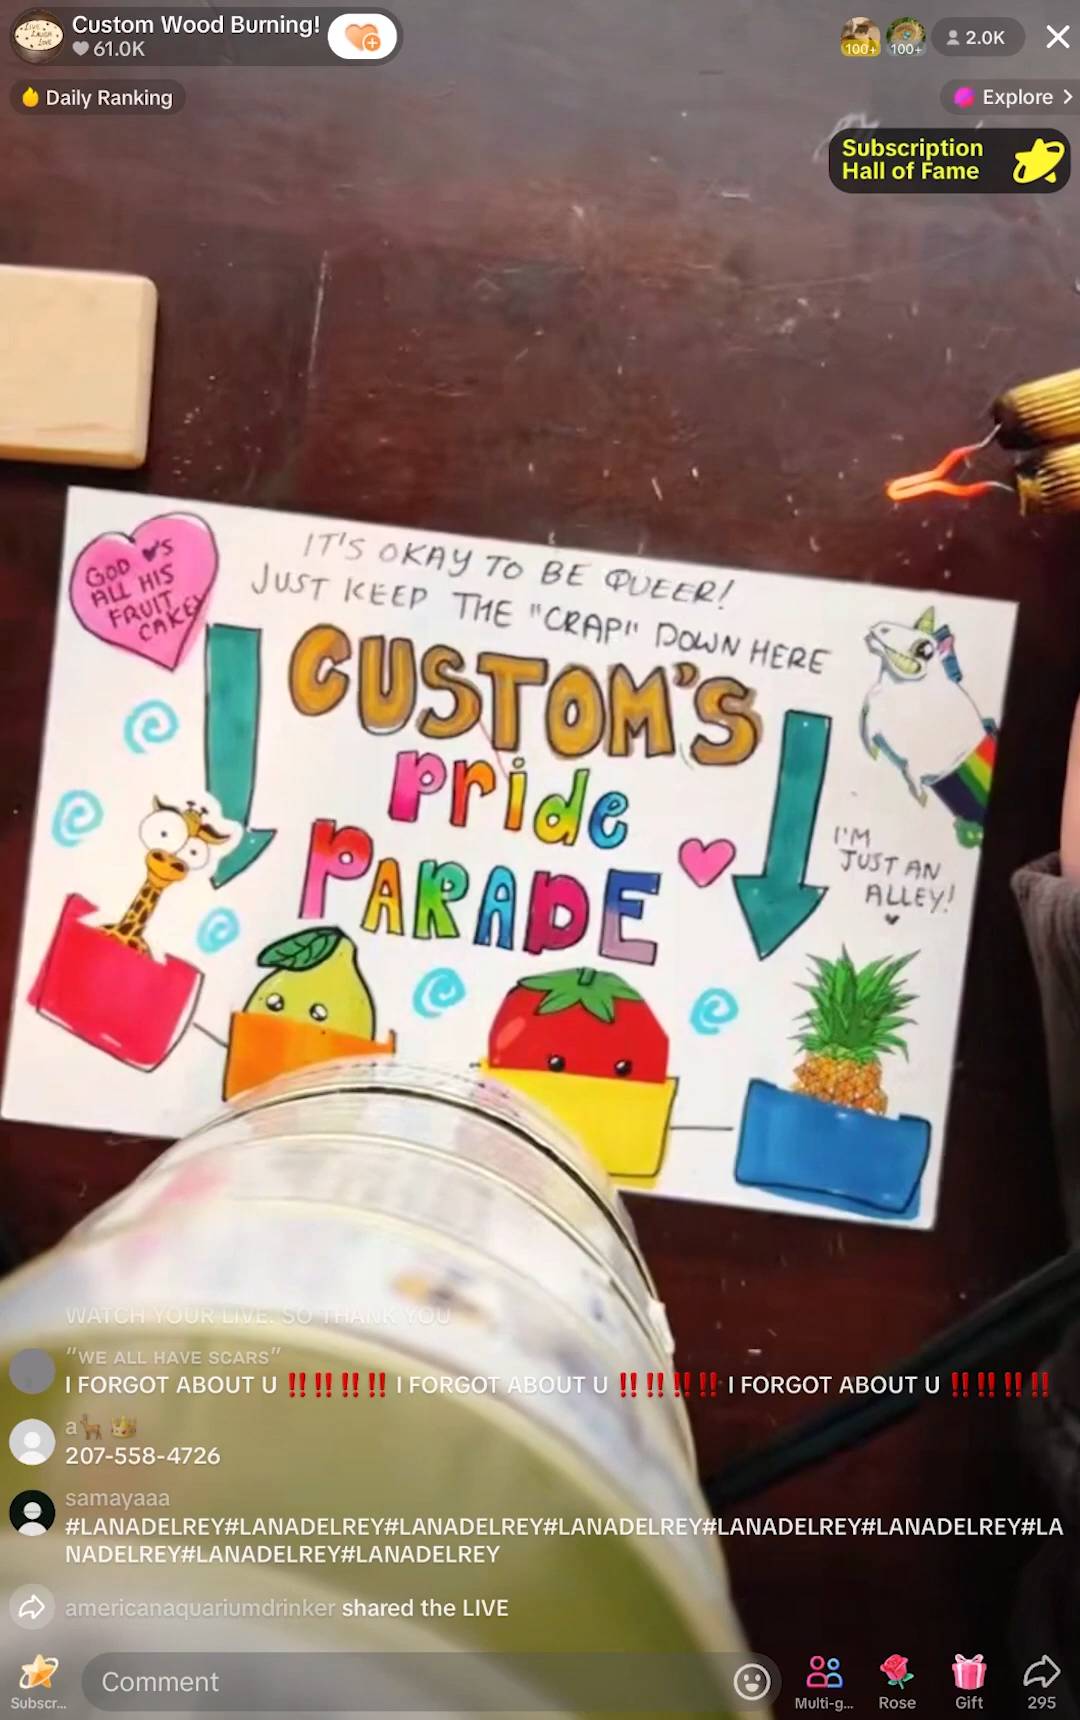 Custom Wood Burning!
61.0K
100+
100+
2.0K
Daily Ranking
Explore
Subscription
Hall of Fame
IT'S OKAY TO BE QUEER!
JUST KEEP THE "CRAP" DOWN HERE
GOD ♥'S
ALL HIS
FRUIT
CAKE
CUSTOM'S
pride
PARADE
I'M
JUST AN
ALLEY!
WATCH YOUR LIVE. SO THANK YOU
"WE ALL HAVE SCARS"
I FORGOT ABOUT U ‼️‼️‼️‼️ I FORGOT ABOUT U ‼️‼️‼️‼️ I FORGOT ABOUT U ‼️‼️‼️‼️
a🦌 👑
207-558-4726
samayaaa
#LANADELREY#LANADELREY#LANADELREY#LANADELREY#LANADELREY#LANADELREY#LA
NADELREY#LANADELREY#LANADELREY
americanaquariumdrinker shared the LIVE
Subscr...
Comment
Multi-g...
Rose
Gift
295